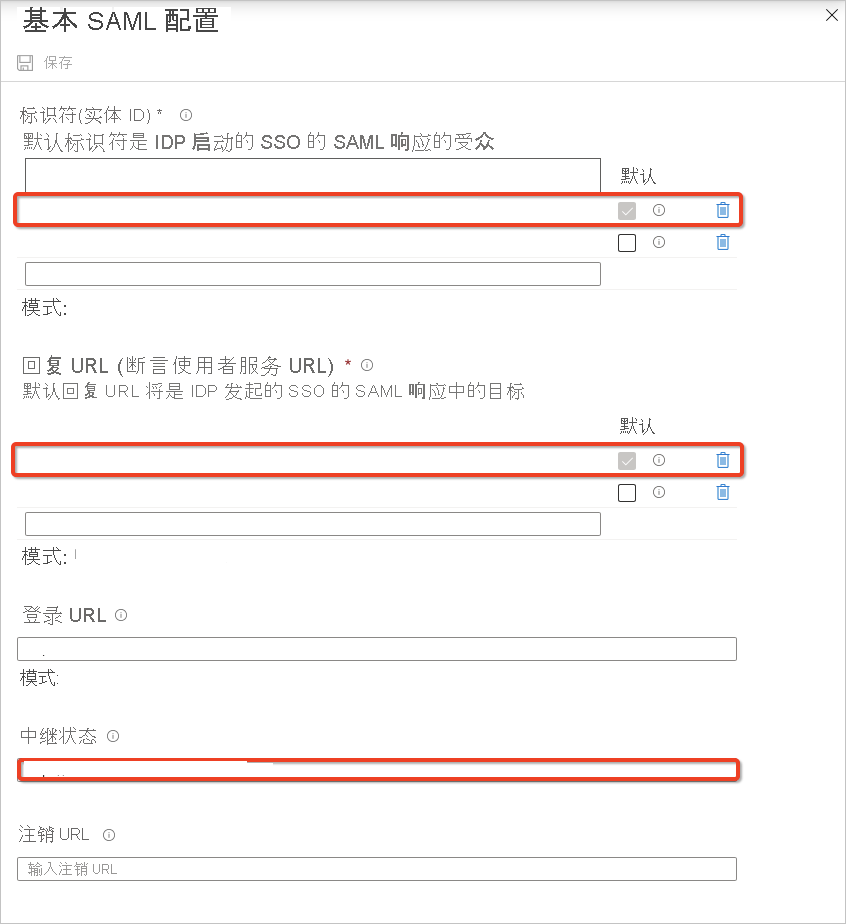 基本 SAML 配置
保存
标识符(实体 ID) *
默认标识符是 IDP 启动的 SSO 的 SAML 响应的受众
默认
模式:
回复 URL (断言使用者服务 URL) *
默认回复 URL 将是 IDP 发起的 SSO 的 SAML 响应中的目标
默认
模式:
登录 URL
模式:
中继状态
注销 URL
输入注销 URL